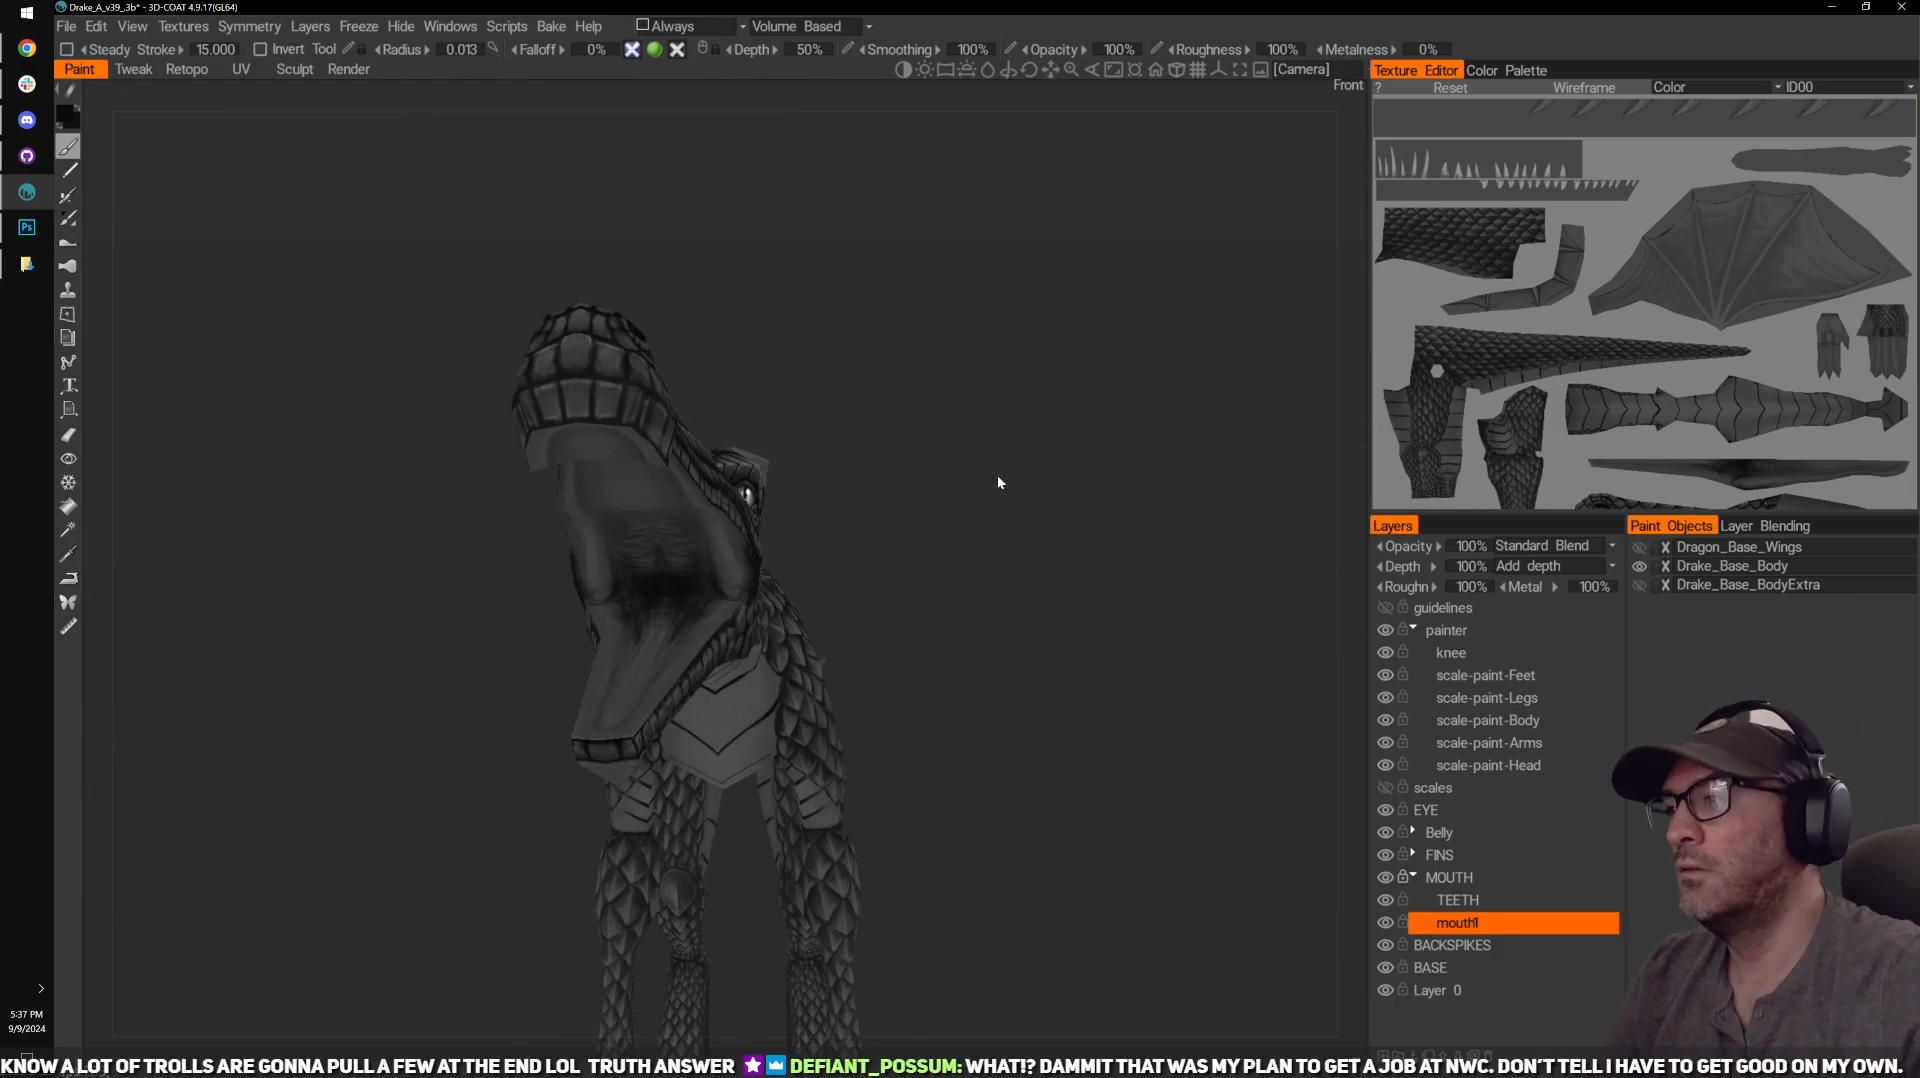 Drake_A_v39_.3b* - 3D-COAT 4.9.17(GL64)
File Edit View Textures Symmetry Layers Freeze Hide Windows Scripts Bake Help Always Volume Based
Steady Stroke 15.000 Invert Tool Radius 0.013 Falloff 0% Depth 50% Smoothing 100% Opacity 100% Roughness 100% Metalness 0%
Paint Tweak Retopo UV Sculpt Render [Camera]
Front
Texture Editor Color Palette
? Reset Wireframe Color ID00
Ps
T
Layers
Opacity 100% Standard Blend
Depth 100% Add depth
Roughn 100% Metal 100%
guidelines
painter
knee
scale-paint-Feet
scale-paint-Legs
scale-paint-Body
scale-paint-Arms
scale-paint-Head
scales
EYE
Belly
FINS
MOUTH
TEETH
mouth1
BACKSPIKES
BASE
Layer 0
Paint Objects Layer Blending
X Dragon_Base_Wings
X Drake_Base_Body
X Drake_Base_BodyExtra
5:37 PM
9/9/2024
KNOW A LOT OF TROLLS ARE GONNA PULL A FEW AT THE END LOL TRUTH ANSWER DEFIANT_POSSUM: WHAT!? DAMMIT THAT WAS MY PLAN TO GET A JOB AT NWC. DON'T TELL I HAVE TO GET GOOD ON MY OWN.